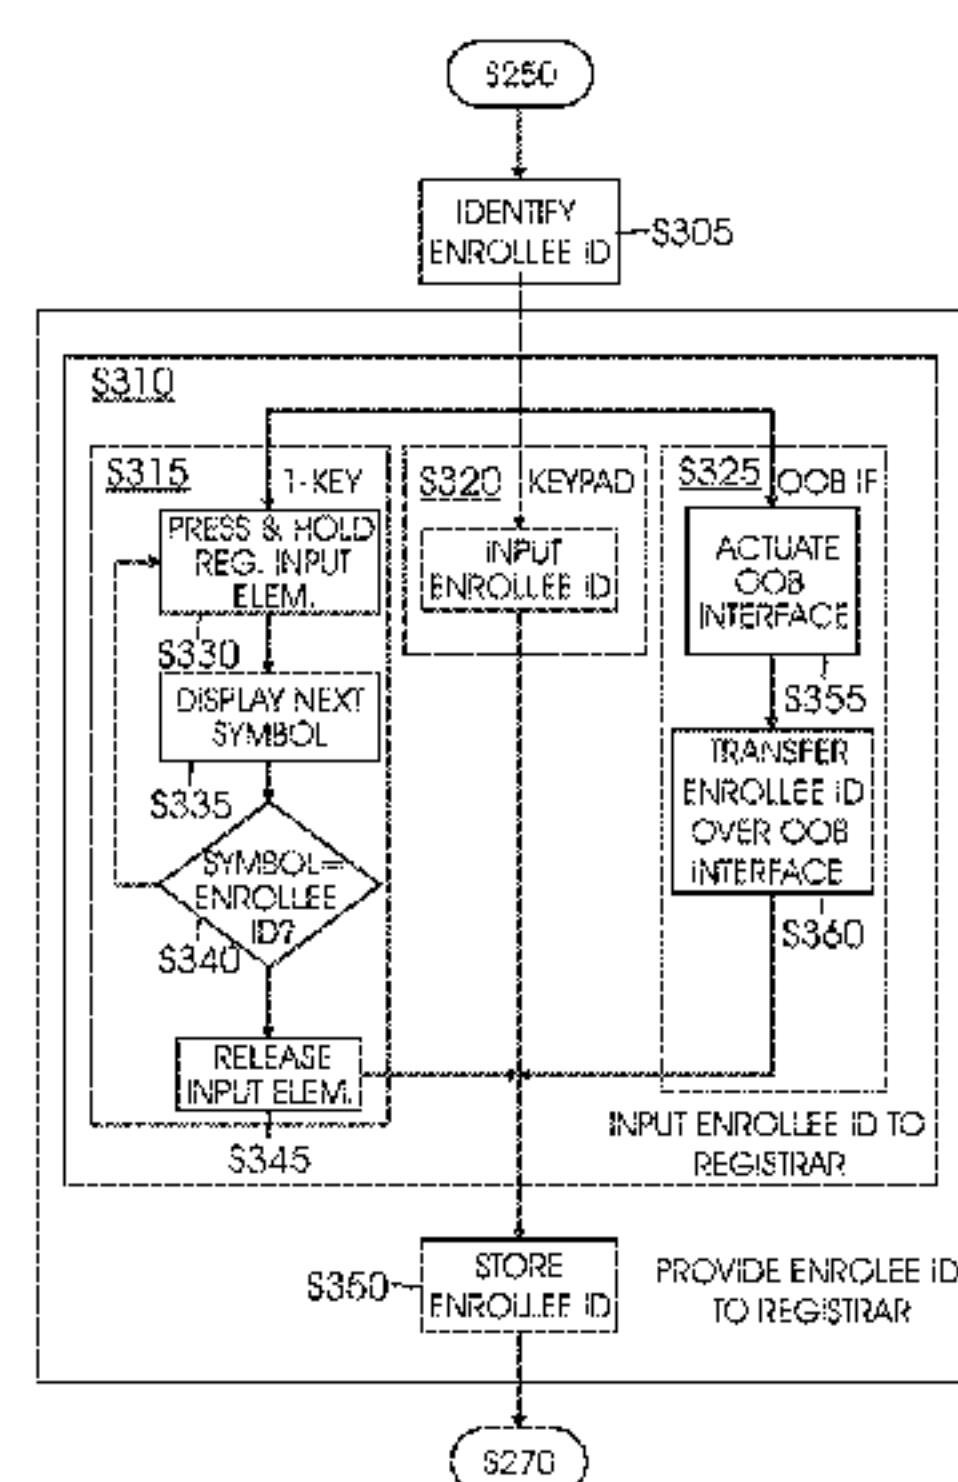 S250
IDENTIFY
ENROLLEE ID
S305
S310
S315
1-KEY
PRESS & HOLD
REG. INPUT
ELEM.
S330
DISPLAY NEXT
SYMBOL
S335
SYMBOL=
ENROLLEE
ID?
S340
RELEASE
INPUT ELEM.
S345
S320
KEYPAD
INPUT
ENROLLEE ID
S325
OOB IF
ACTUATE
OOB
INTERFACE
S355
TRANSFER
ENROLLEE ID
OVER OOB
INTERFACE
S360
INPUT ENROLLEE ID TO
REGISTRAR
S350
STORE
ENROLLEE ID
PROVIDE ENROLEE ID
TO REGISTRAR
S270